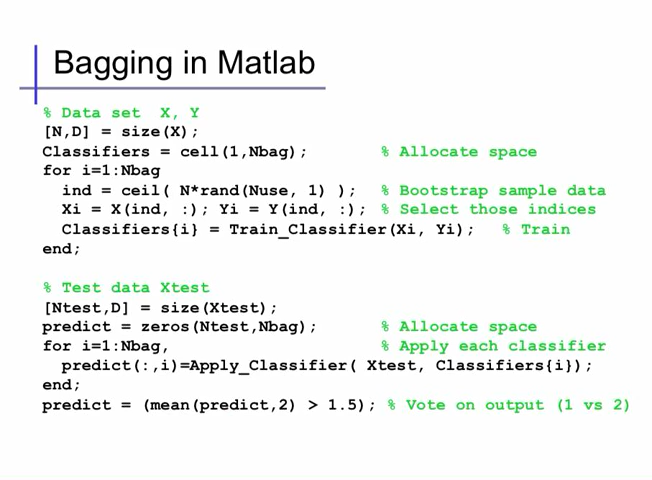 Bagging in Matlab
% Data set  X, Y
[N,D] = size(X);
Classifiers = cell(1,Nbag);        % Allocate space
for i=1:Nbag
  ind = ceil( N*rand(Nuse, 1) );   % Bootstrap sample data
  Xi = X(ind, :); Yi = Y(ind, :);  % Select those indices
  Classifiers{i} = Train_Classifier(Xi, Yi);   % Train
end;
% Test data Xtest
[Ntest,D] = size(Xtest);
predict = zeros(Ntest,Nbag);       % Allocate space
for i=1:Nbag,                      % Apply each classifier
  predict(:,i)=Apply_Classifier( Xtest, Classifiers{i});
end;
predict = (mean(predict,2) > 1.5); % Vote on output (1 vs 2)